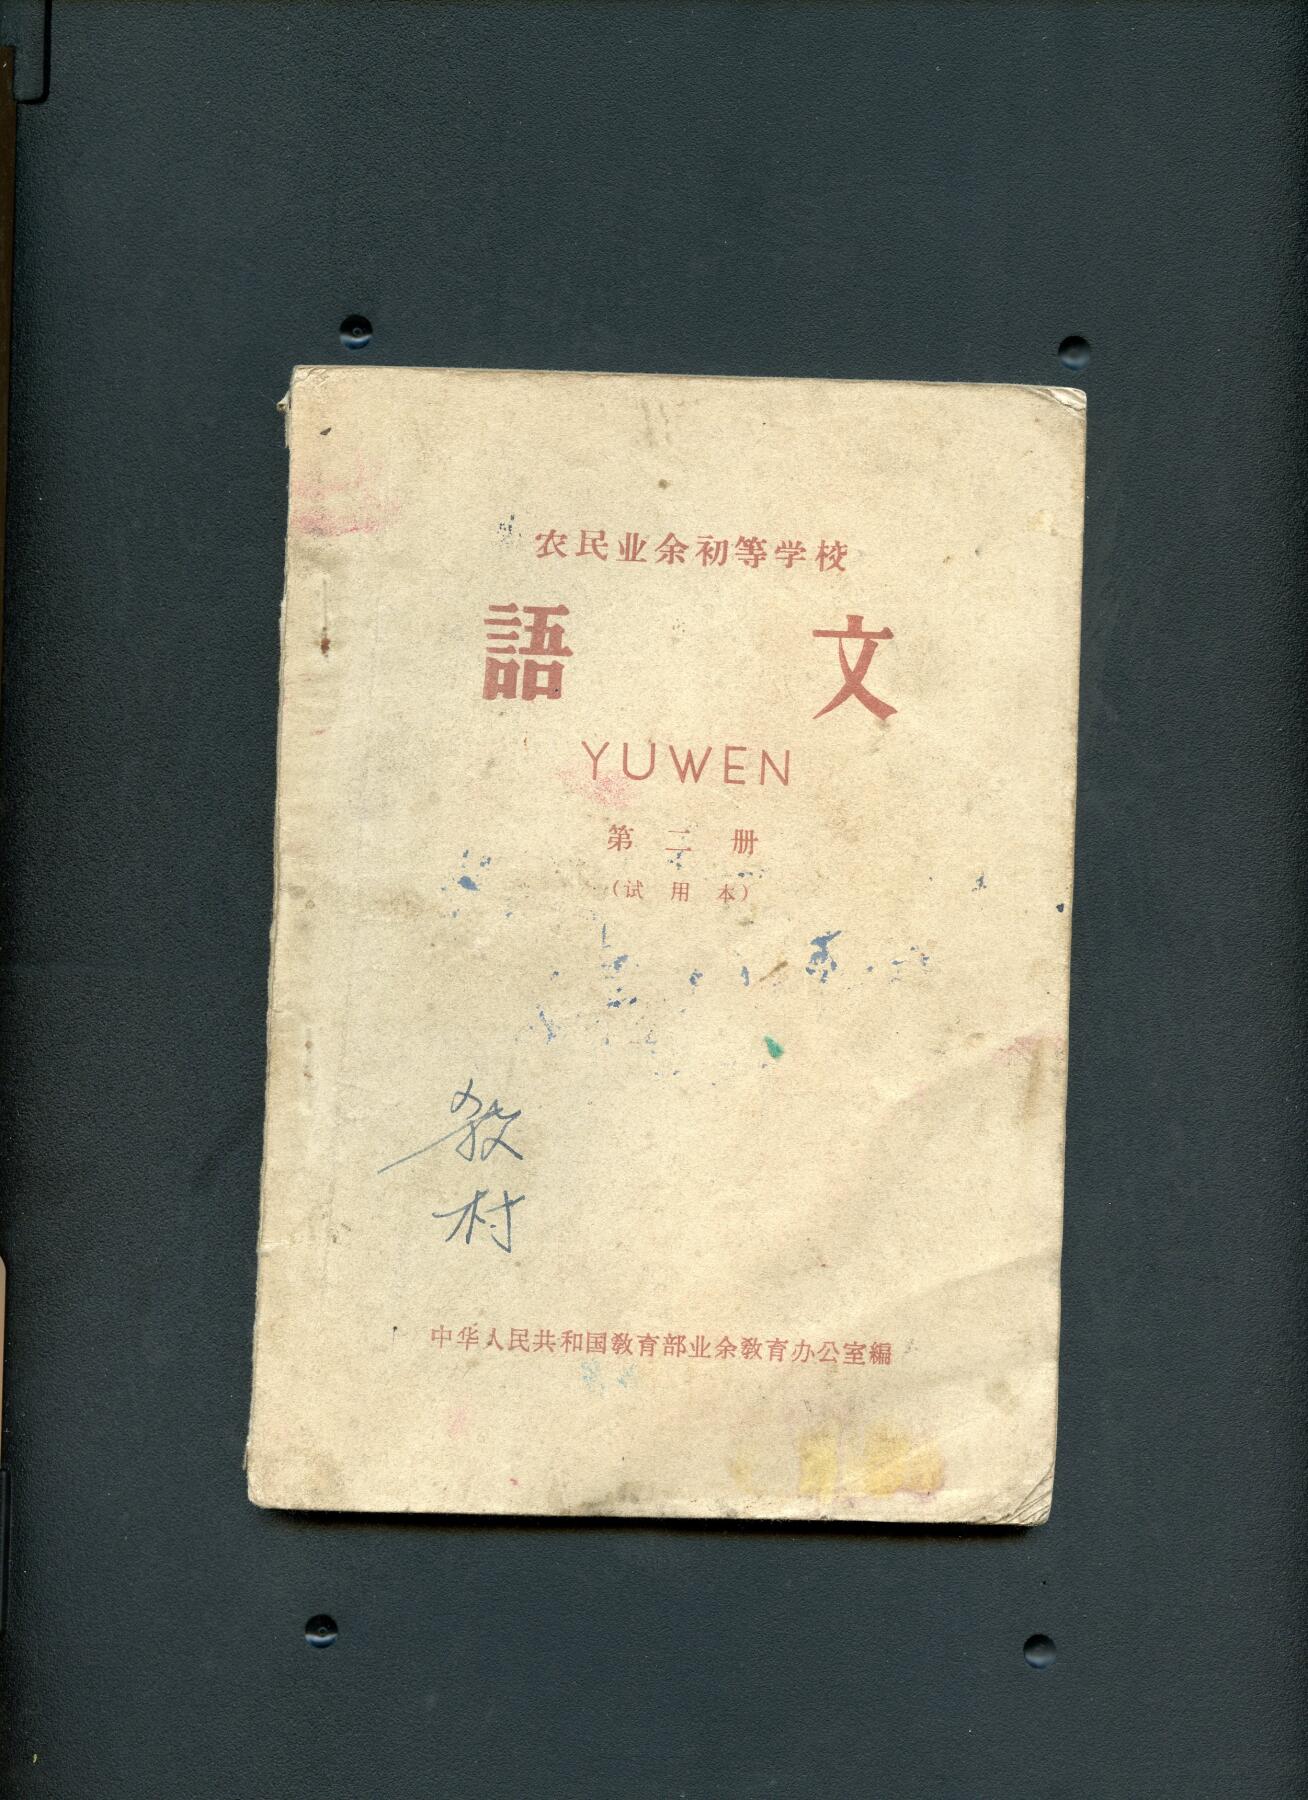 农民业余初等学校
語 文
YUWEN
第二册
(试用本)
教
材
中华人民共和国教育部业余教育办公室編